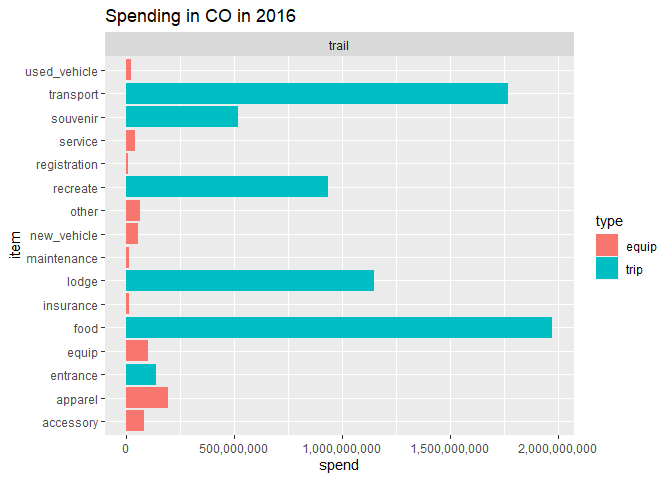 Spending in CO in 2016
trail
used_vehicle
transport
souvenir
service
registration
recreate
other
new_vehicle
maintenance
lodge
insurance
food
equip
entrance
apparel
accessory
item
0 500,000,000 1,000,000,000 1,500,000,000 2,000,000,000
spend
type
equip
trip